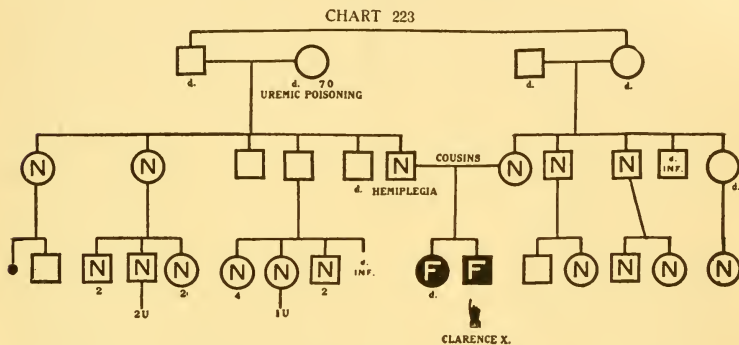 CHART 223
d. d. 70 d. d.
UREMIC POISONING
N N N COUSINS N N N d. INF.
d. HEMIPLEGIA d.
N N N N N N F F N N N N
2 2 4 2 d. INF. d.
2U 1U
CLARENCE X.